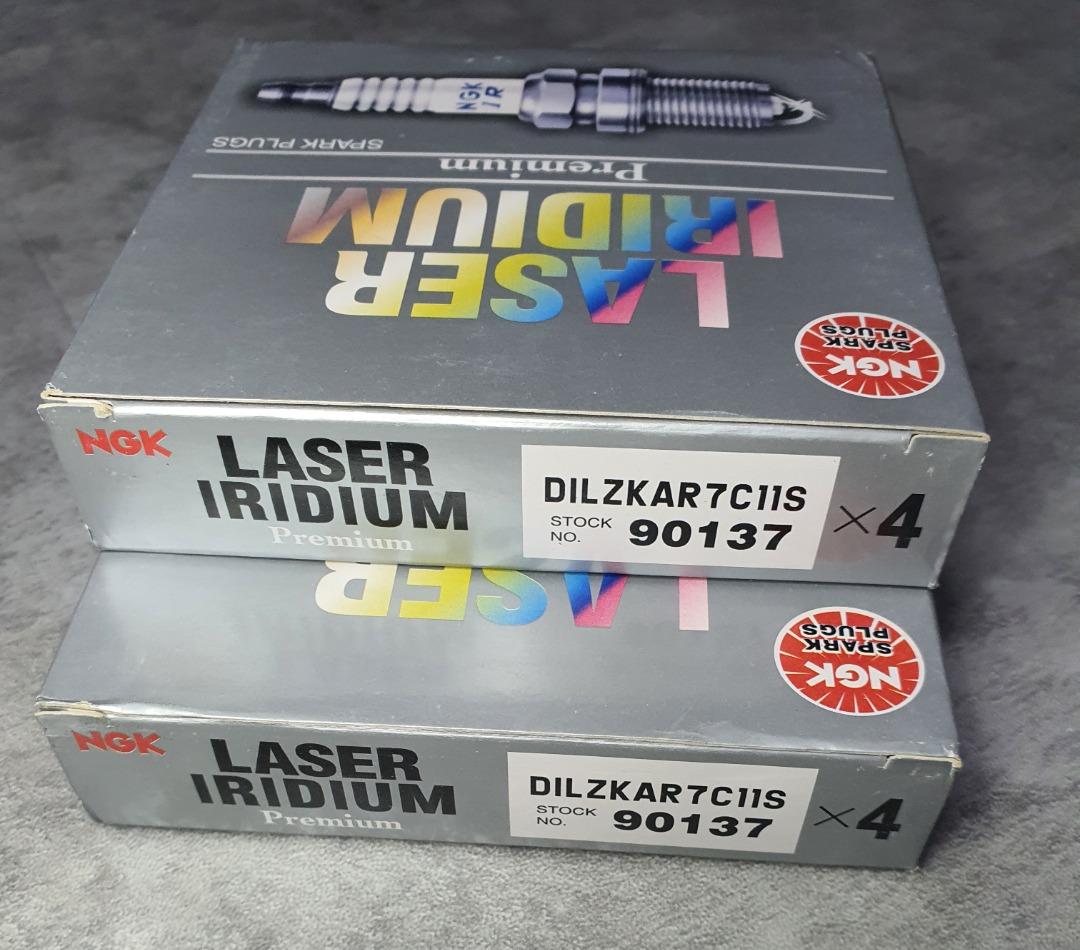 NGK
IR
SPARK PLUGS
Premium
LASER
IRIDIUM
NGK
SPARK
PLUGS
NGK
LASER
IRIDIUM
Premium
DILZKAR7C11S
STOCK
NO.
90137
×4
LASER
NGK
SPARK
PLUGS
NGK
LASER
IRIDIUM
Premium
DILZKAR7C11S
STOCK
NO.
90137
×4